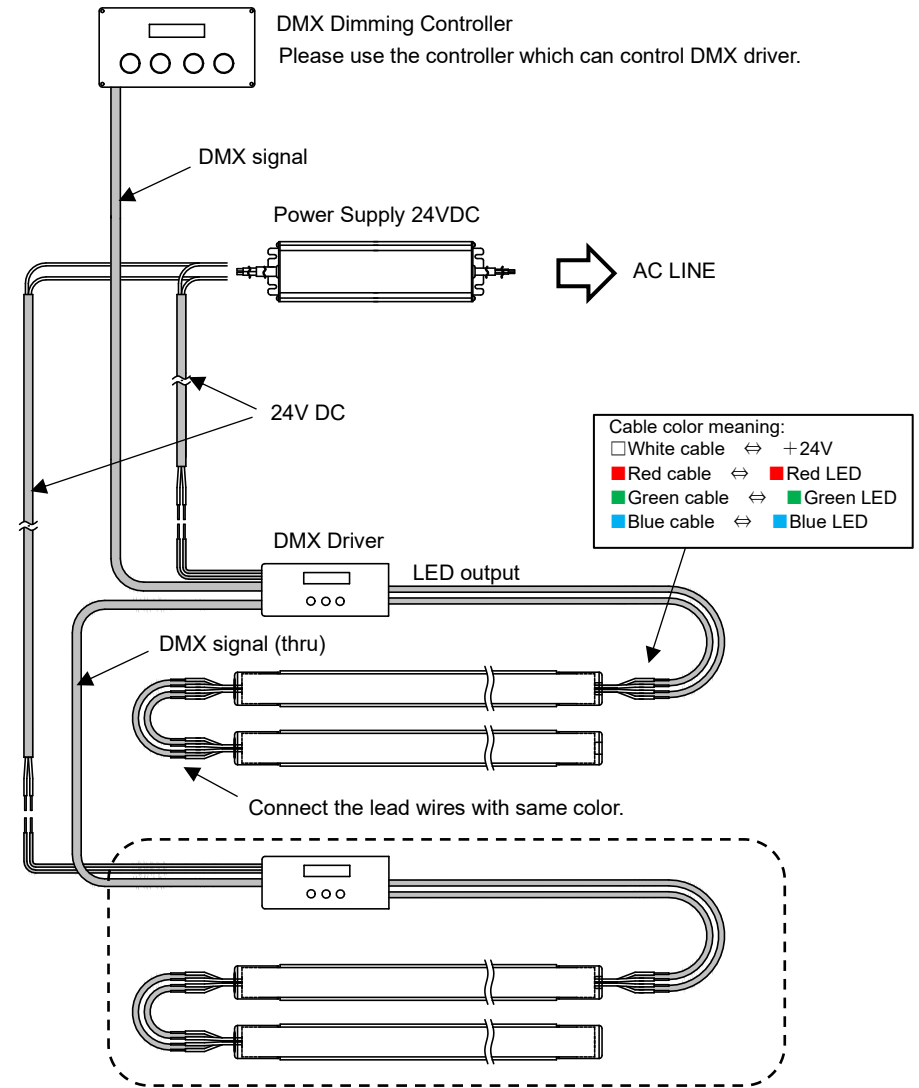 DMX Dimming Controller
Please use the controller which can control DMX driver.
DMX signal
Power Supply 24VDC
AC LINE
24V DC
Cable color meaning:
□White cable ⇔ ＋24V
■Red cable ⇔ ■Red LED
■Green cable ⇔ ■Green LED
■Blue cable ⇔ ■Blue LED
DMX Driver
LED output
DMX signal (thru)
Connect the lead wires with same color.